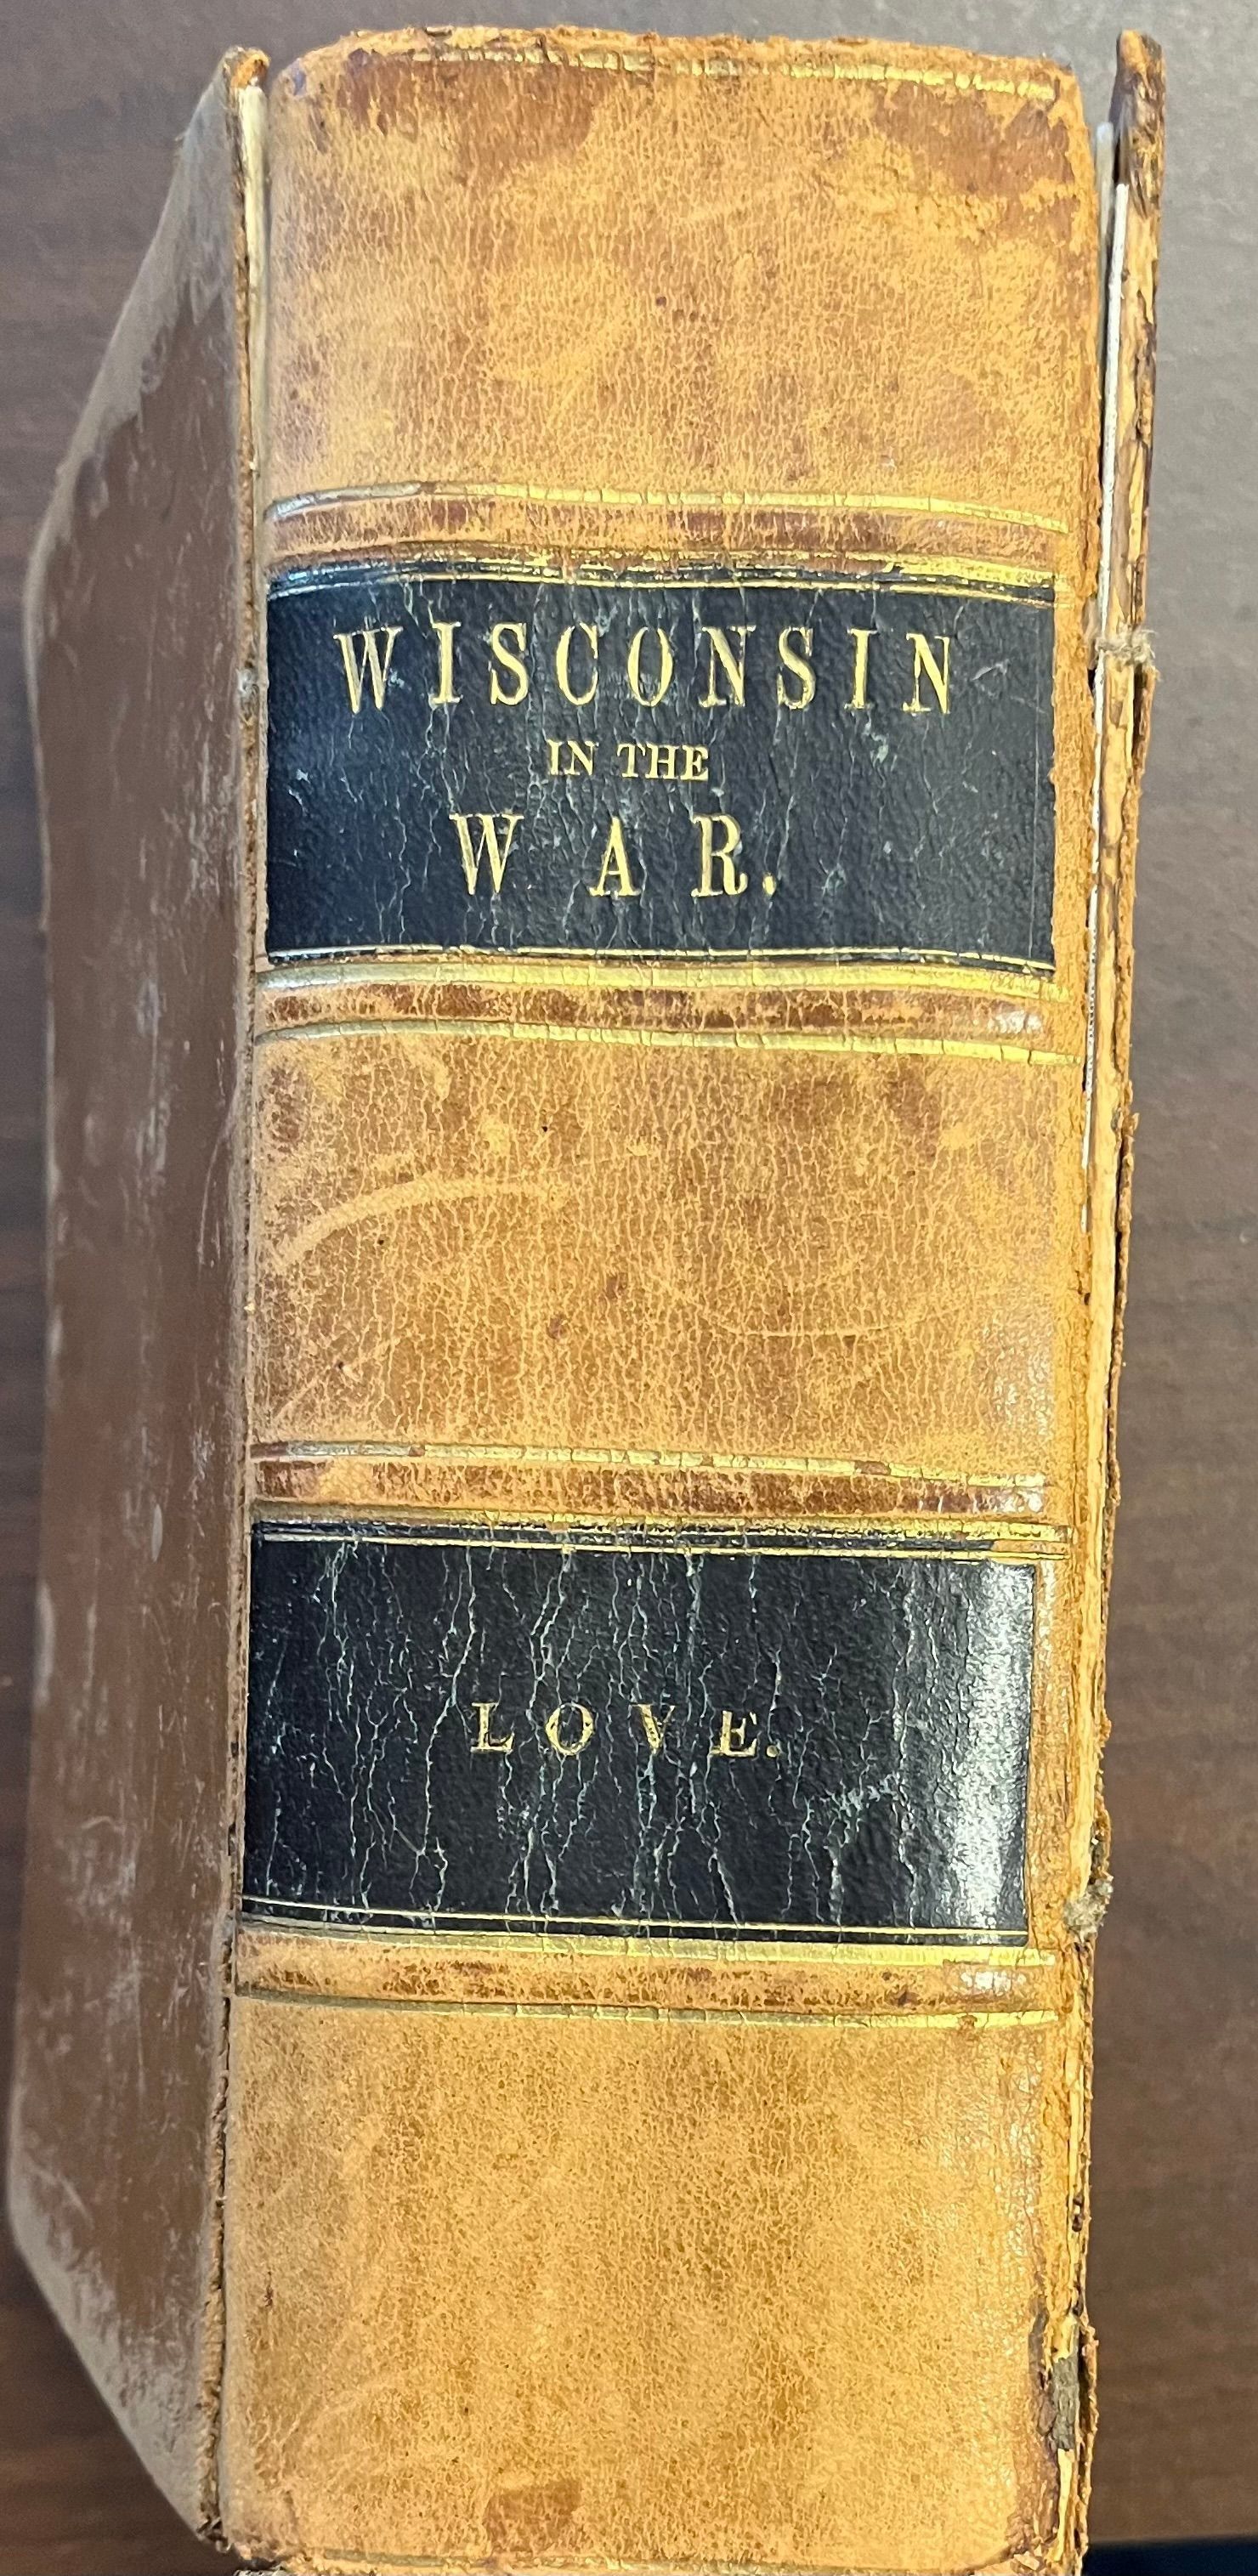 WISCONSIN
IN THE
WAR.
LOVE.